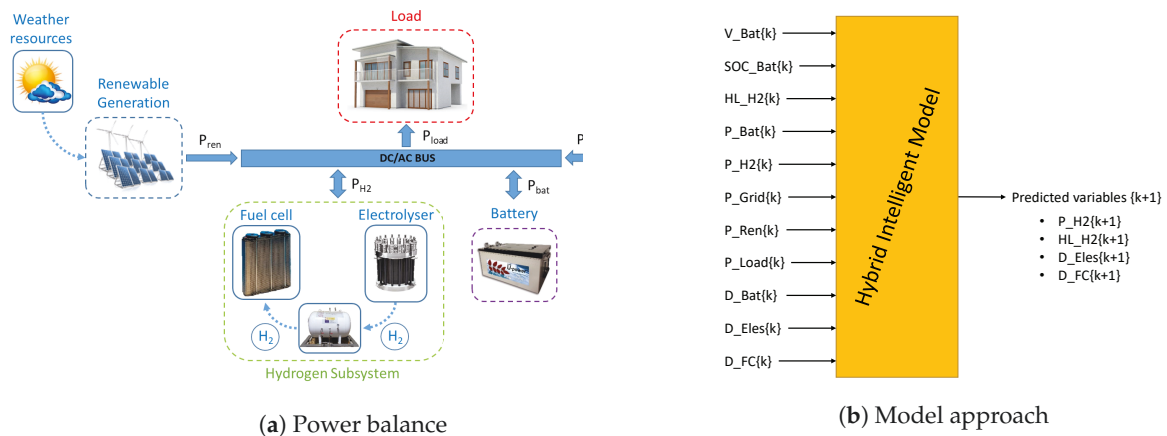 Weather
resources
Renewable
Generation
P_ren
Load
P_load
DC/AC BUS
P
P_H2
P_bat
Fuel cell
Electrolyser
Battery
H₂
H₂
Hydrogen Subsystem
(a) Power balance
V_Bat{k}
SOC_Bat{k}
HL_H2{k}
P_Bat{k}
P_H2{k}
P_Grid{k}
P_Ren{k}
P_Load{k}
D_Bat{k}
D_Eles{k}
D_FC{k}
Hybrid Intelligent Model
Predicted variables {k+1}
• P_H2{k+1}
• HL_H2{k+1}
• D_Eles{k+1}
• D_FC{k+1}
(b) Model approach